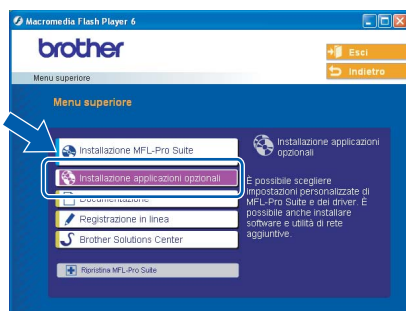 Macromedia Flash Player 6
brother
Esci
Indietro
Menu superiore
Menu superiore
Installazione MFL-Pro Suite
Installazione applicazioni opzionali
Documentazione
Registrazione in linea
Brother Solutions Center
Ripristina MFL-Pro Suite
Installazione applicazioni
opzionali
È possibile scegliere
impostazioni personalizzate di
MFL-Pro Suite e dei driver. È
possibile anche installare
software e utilità di rete
aggiuntive.